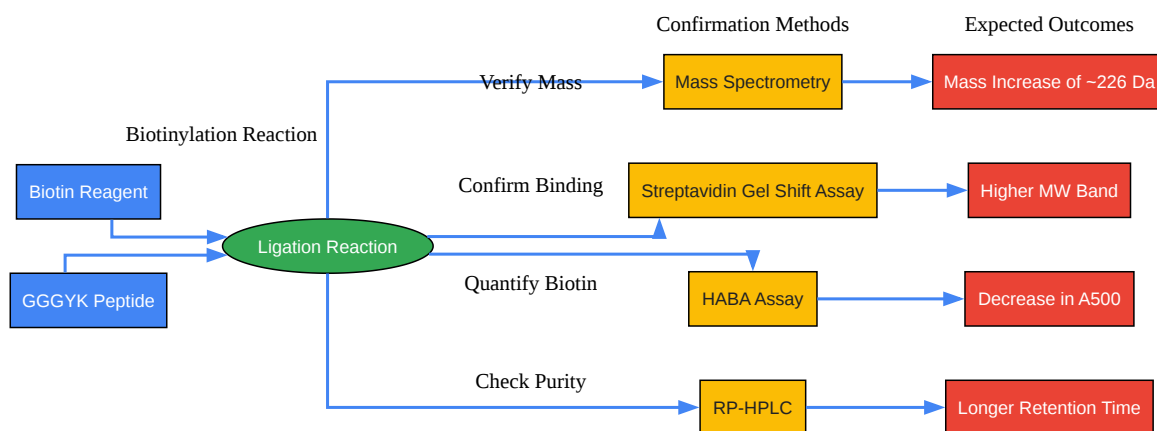 Confirmation Methods
Expected Outcomes
Verify Mass
Mass Spectrometry
Mass Increase of ~226 Da
Biotinylation Reaction
Biotin Reagent
Confirm Binding
Streptavidin Gel Shift Assay
Higher MW Band
Ligation Reaction
GGGYK Peptide
Quantify Biotin
HABA Assay
Decrease in A500
Check Purity
RP-HPLC
Longer Retention Time